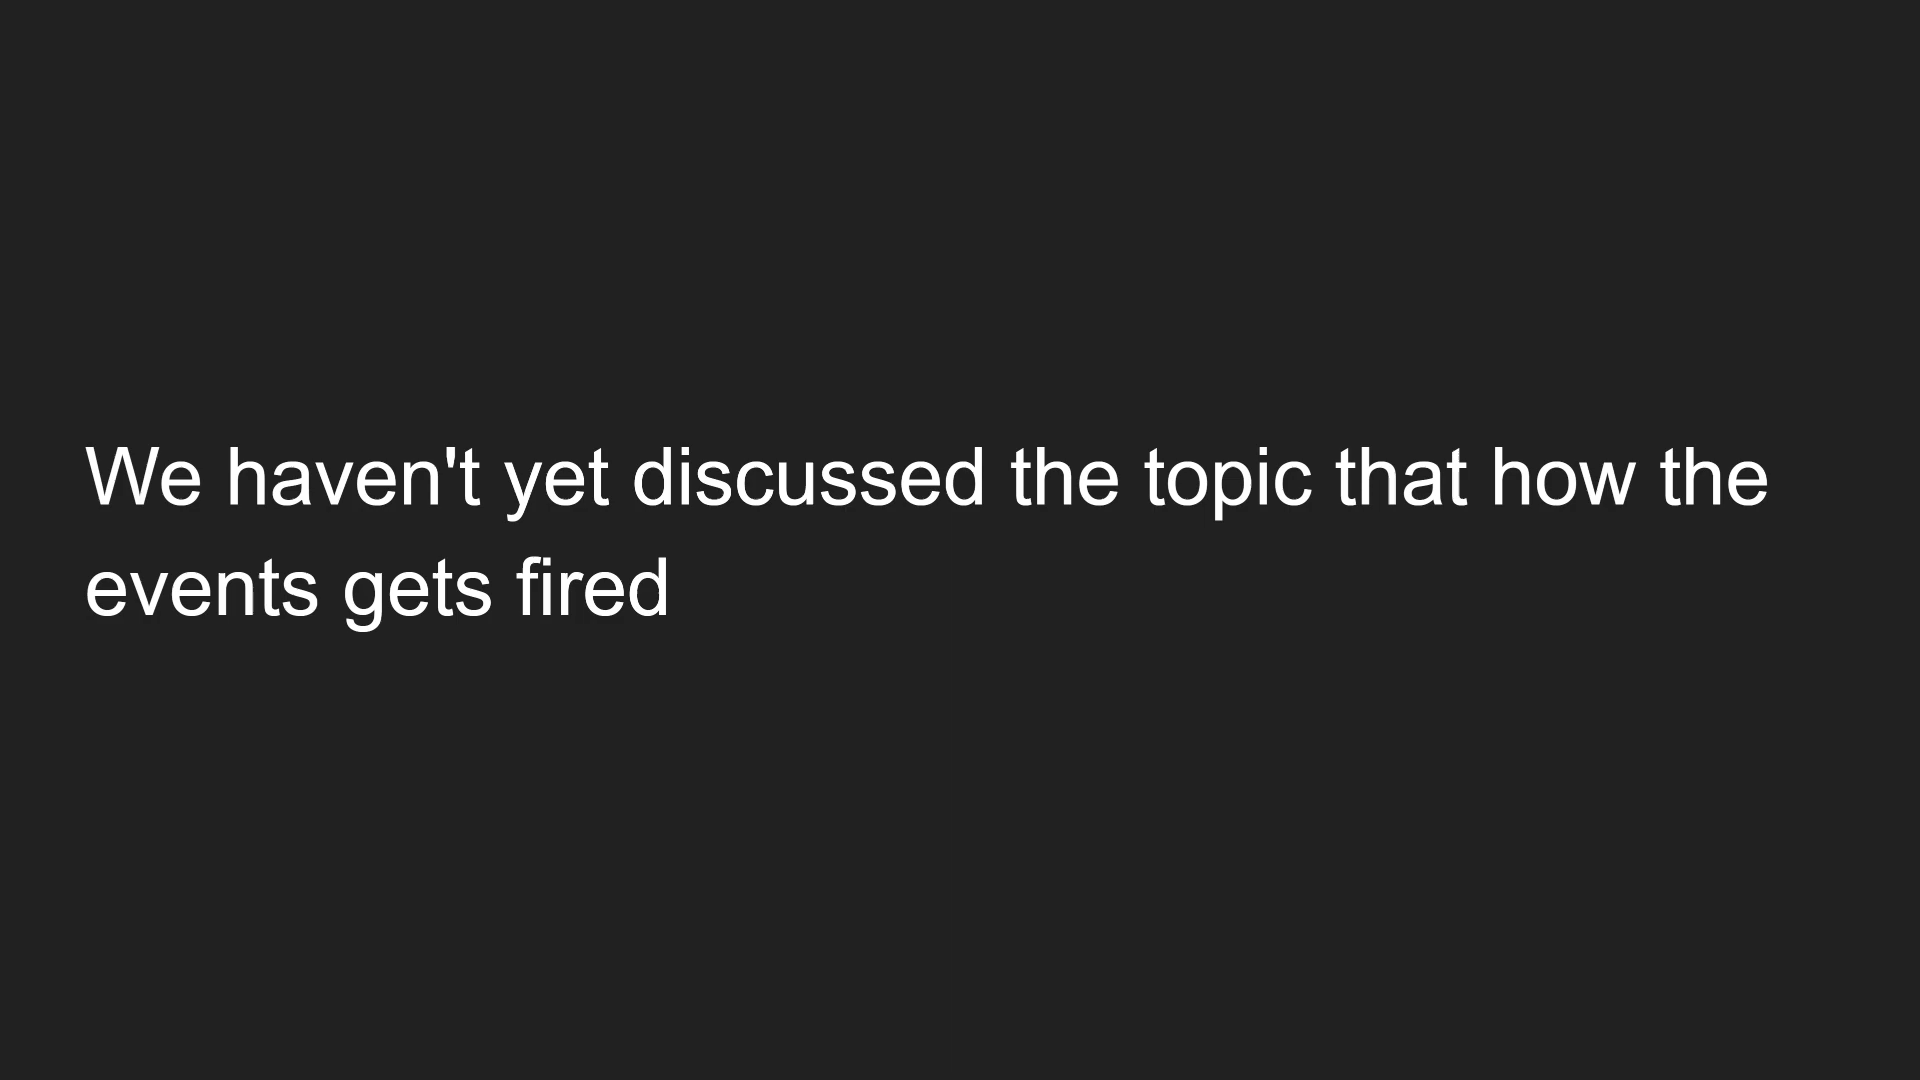 We haven't yet discussed the topic that how the
events gets fired